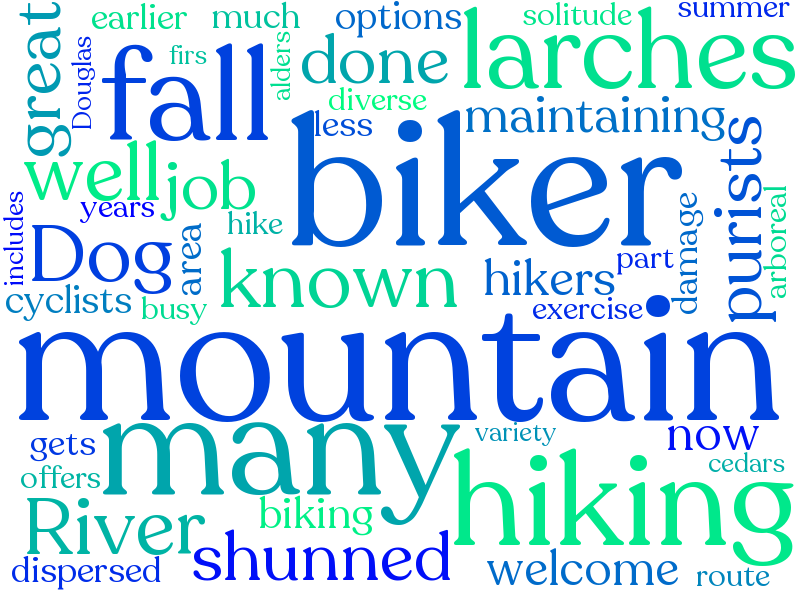 earlier
much
options
solitude
summer
great
Douglas
firs
alders
done
larches
fall
diverse
less
maintaining
biker
well
job
purists
years
hike
includes
Dog
area
known
hikers
part
damage
arboreal
cyclists
busy
exercise
mountain
gets
many
variety
now
offers
hiking
cedars
River
biking
shunned
dispersed
welcome
route